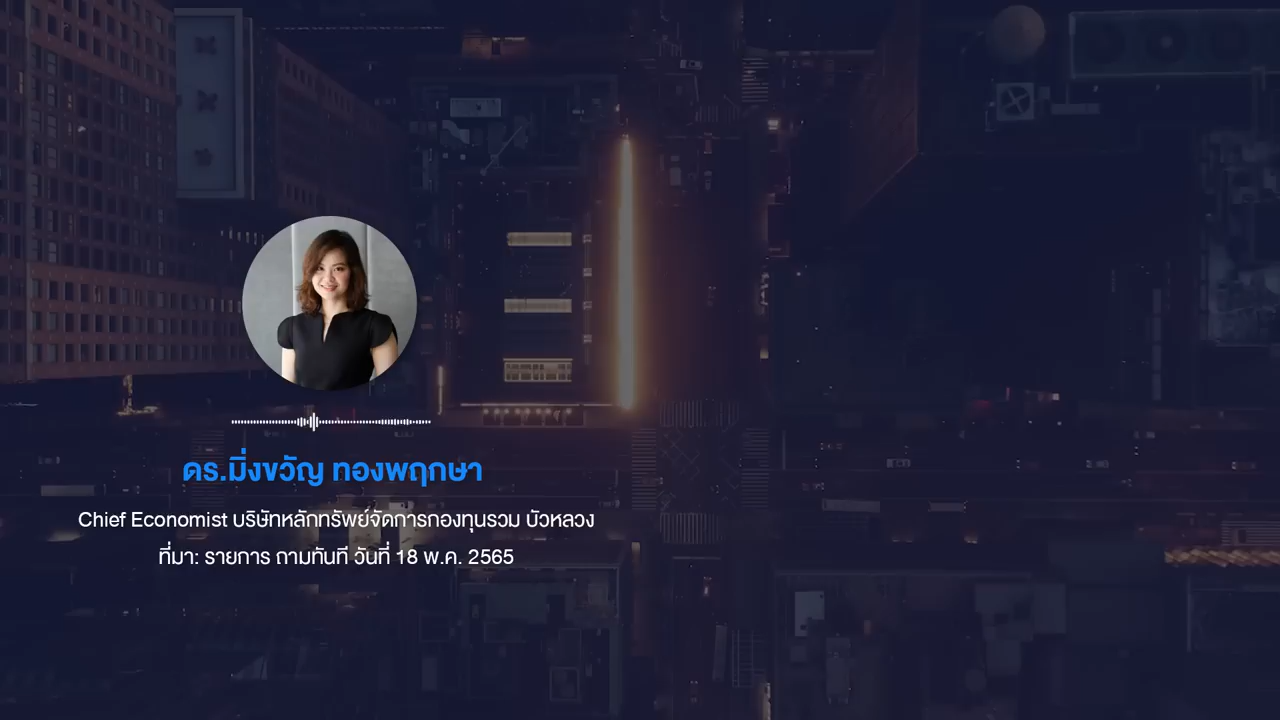 ดร.มิ่งขวัญ ทองพฤกษา
Chief Economist บริษัทหลักทรัพย์จัดการกองทุนรวม บัวหลวง
ที่มา: รายการ ถามทันที วันที่ 18 พ.ค. 2565